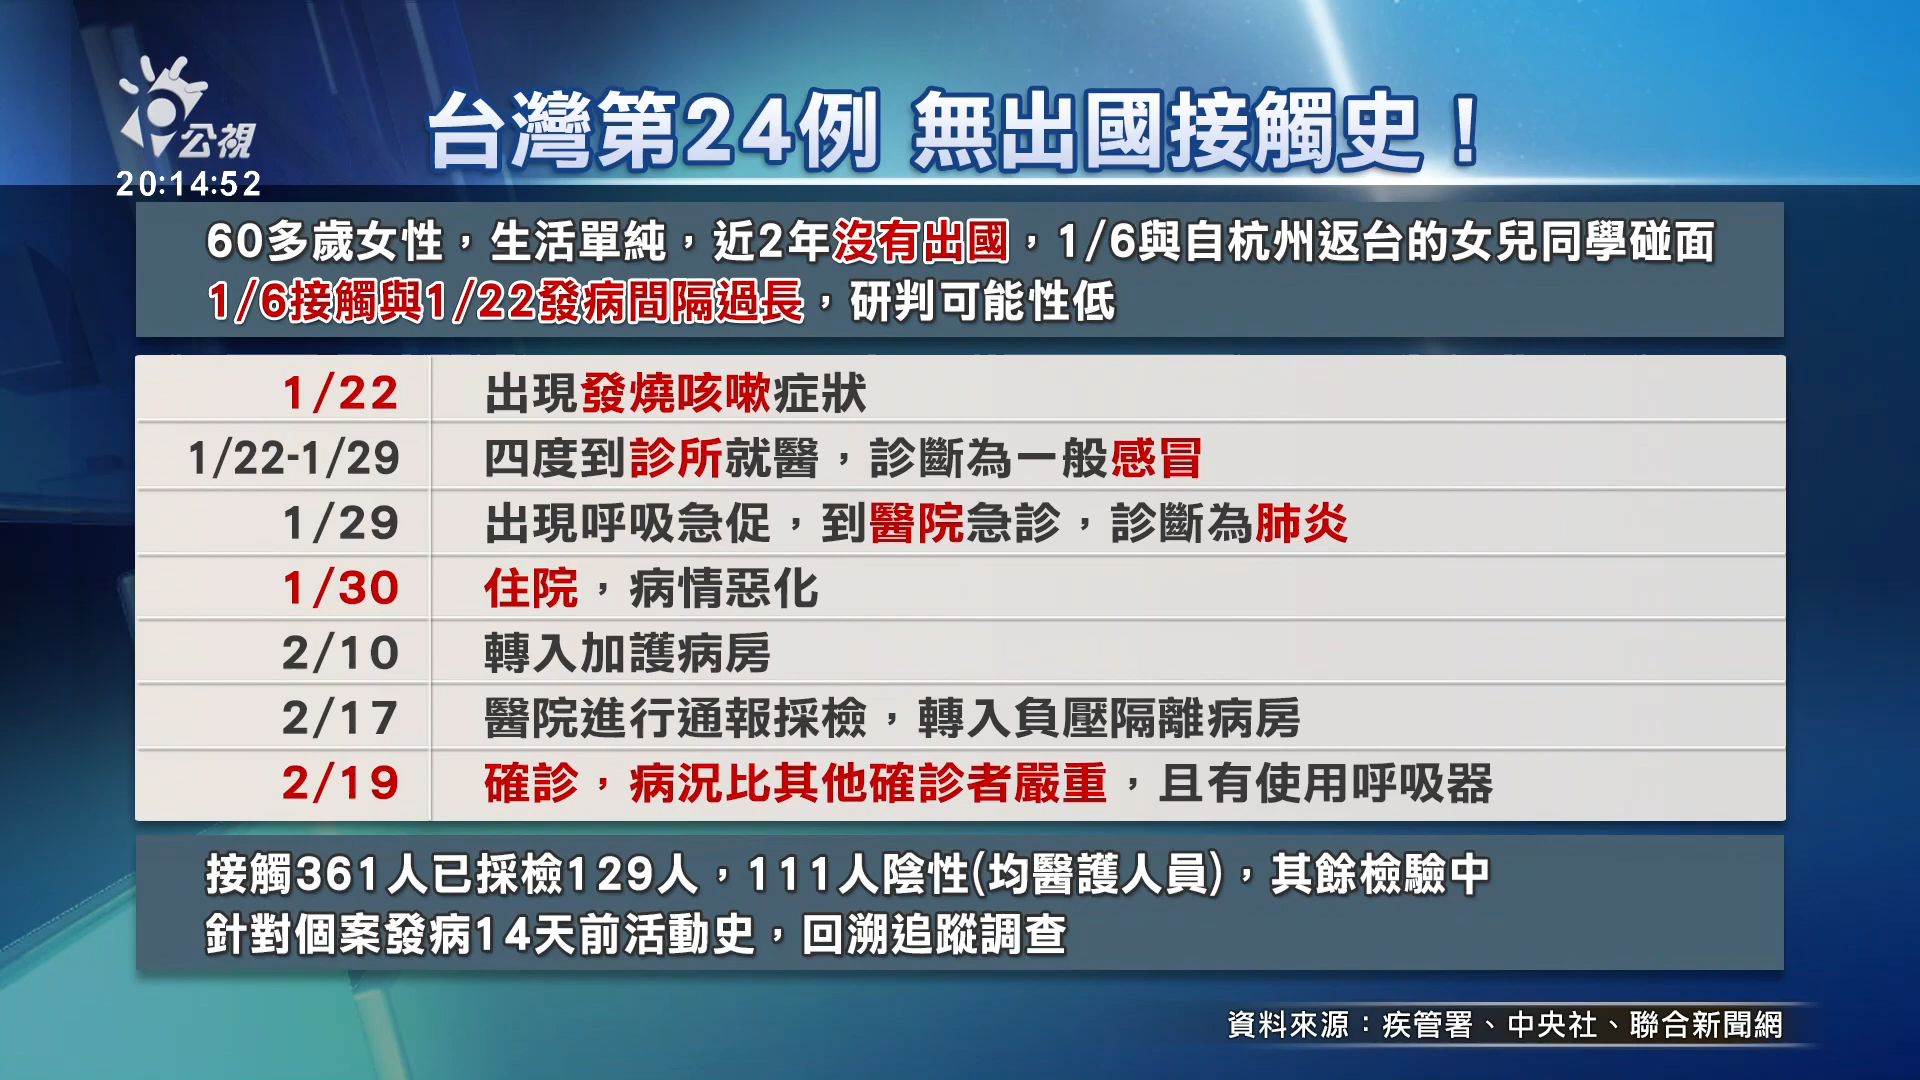 公視
20:14:52
台灣第24例 無出國接觸史！
60多歲女性，生活單純，近2年沒有出國，1/6與自杭州返台的女兒同學碰面
1/6接觸與1/22發病間隔過長，研判可能性低
1/22 出現發燒咳嗽症狀
1/22-1/29 四度到診所就醫，診斷為一般感冒
1/29 出現呼吸急促，到醫院急診，診斷為肺炎
1/30 住院，病情惡化
2/10 轉入加護病房
2/17 醫院進行通報採檢，轉入負壓隔離病房
2/19 確診，病況比其他確診者嚴重，且有使用呼吸器
接觸361人已採檢129人，111人陰性(均醫護人員)，其餘檢驗中
針對個案發病14天前活動史，回溯追蹤調查
資料來源：疾管署、中央社、聯合新聞網